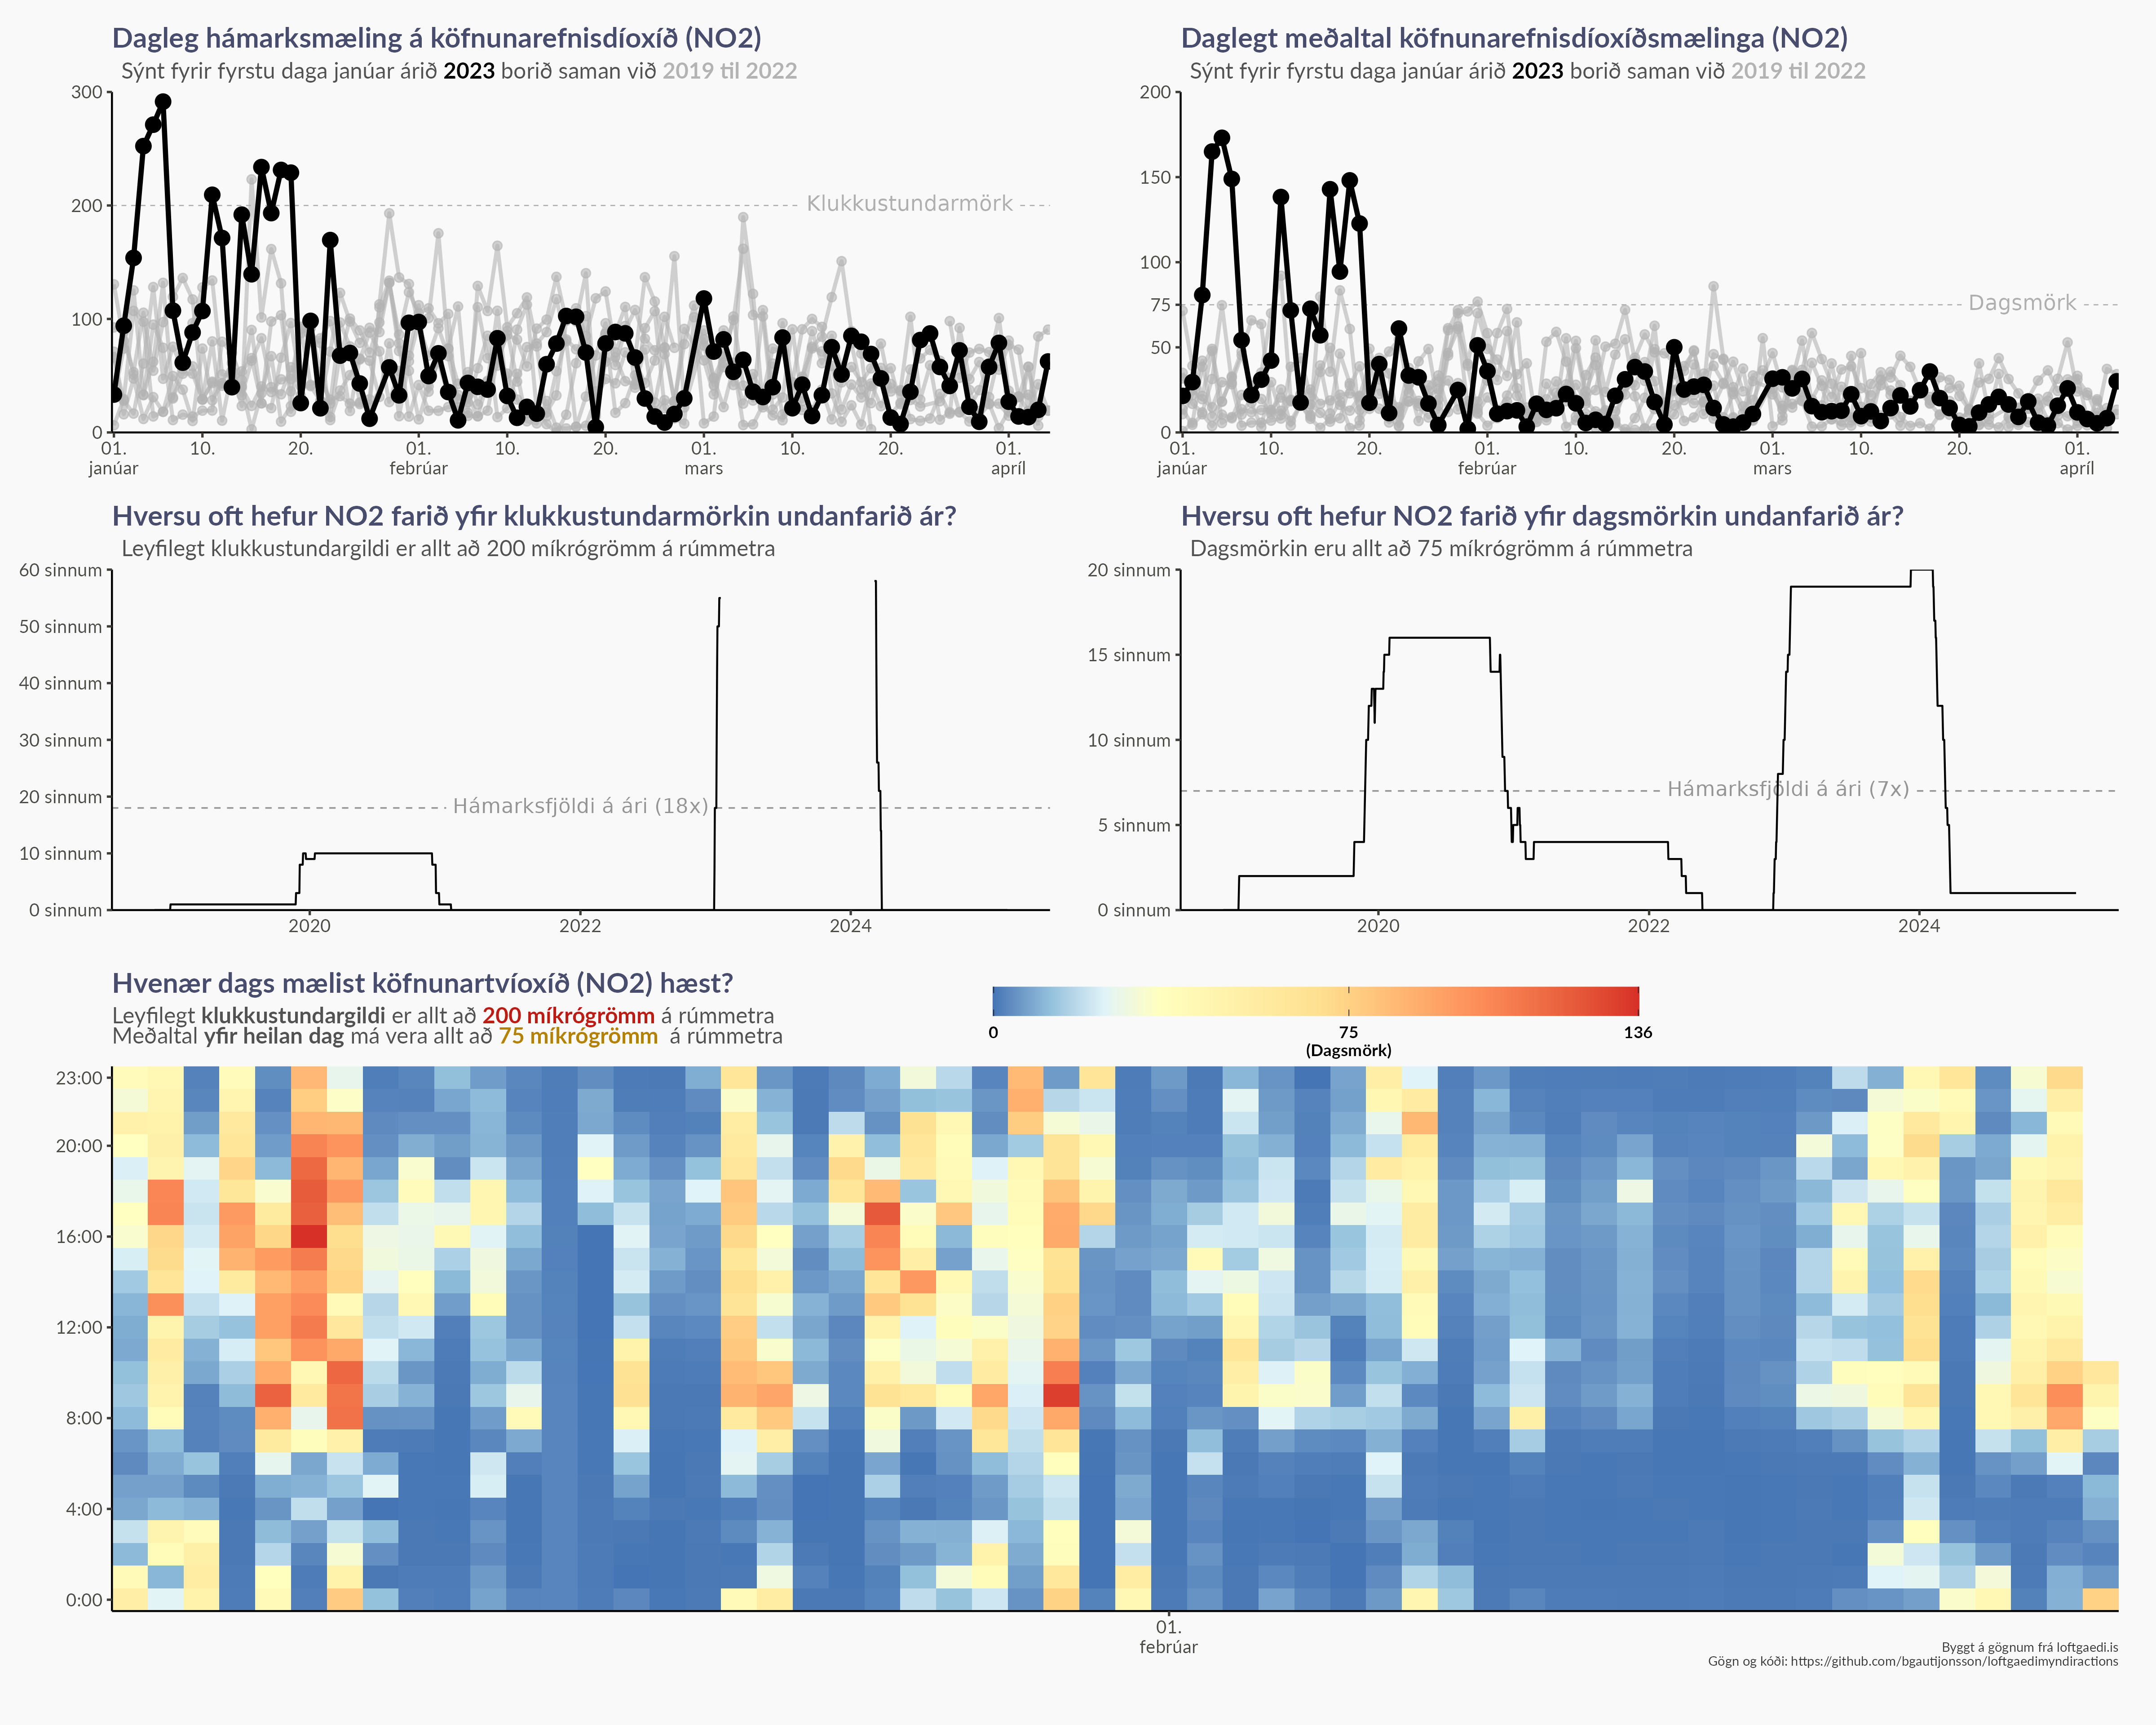 Dagleg hámarksmæling á köfnunarefnisdíoxíð (NO2)
Sýnt fyrir fyrstu daga janúar árið 2023 borið saman við 2019 til 2022
300
200
100
0
Klukkustundarmörk
01. 10. 20. 01. 10. 20. 01. 10. 20. 01.
janúar febrúar mars apríl
Daglegt meðaltal köfnunarefnisdíoxíðsmælinga (NO2)
Sýnt fyrir fyrstu daga janúar árið 2023 borið saman við 2019 til 2022
200
150
100
75
50
0
Dagsmörk
01. 10. 20. 01. 10. 20. 01. 10. 20. 01.
janúar febrúar mars apríl
Hversu oft hefur NO2 farið yfir klukkustundarmörkin undanfarið ár?
Leyfilegt klukkustundargildi er allt að 200 míkrógrömm á rúmmetra
60 sinnum
50 sinnum
40 sinnum
30 sinnum
20 sinnum
10 sinnum
0 sinnum
Hámarksfjöldi á ári (18x)
2020 2022 2024
Hversu oft hefur NO2 farið yfir dagsmörkin undanfarið ár?
Dagsmörkin eru allt að 75 míkrógrömm á rúmmetra
20 sinnum
15 sinnum
10 sinnum
5 sinnum
0 sinnum
Hámarksfjöldi á ári (7x)
2020 2022 2024
Hvenær dags mælist köfnunartvíoxíð (NO2) hæst?
Leyfilegt klukkustundargildi er allt að 200 míkrógrömm á rúmmetra
Meðaltal yfir heilan dag má vera allt að 75 míkrógrömm á rúmmetra
0 75 136
(Dagsmörk)
23:00
20:00
16:00
12:00
8:00
4:00
0:00
01.
febrúar
Byggt á gögnum frá loftgaedi.is
Gögn og kóði: https://github.com/bgautijonsson/loftgaedimyndiractions